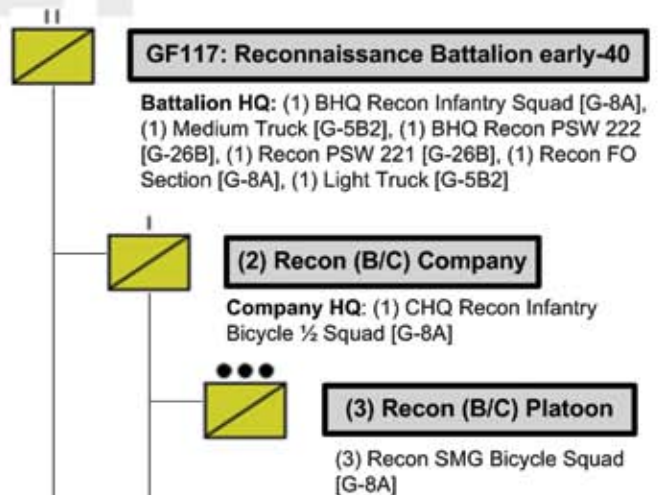 GF117: Reconnaissance Battalion early-40
Battalion HQ: (1) BHQ Recon Infantry Squad [G-8A],
(1) Medium Truck [G-5B2], (1) BHQ Recon PSW 222
[G-26B], (1) Recon PSW 221 [G-26B], (1) Recon FO
Section [G-8A], (1) Light Truck [G-5B2]
(2) Recon (B/C) Company
Company HQ: (1) CHQ Recon Infantry
Bicycle ½ Squad [G-8A]
(3) Recon (B/C) Platoon
(3) Recon SMG Bicycle Squad
[G-8A]